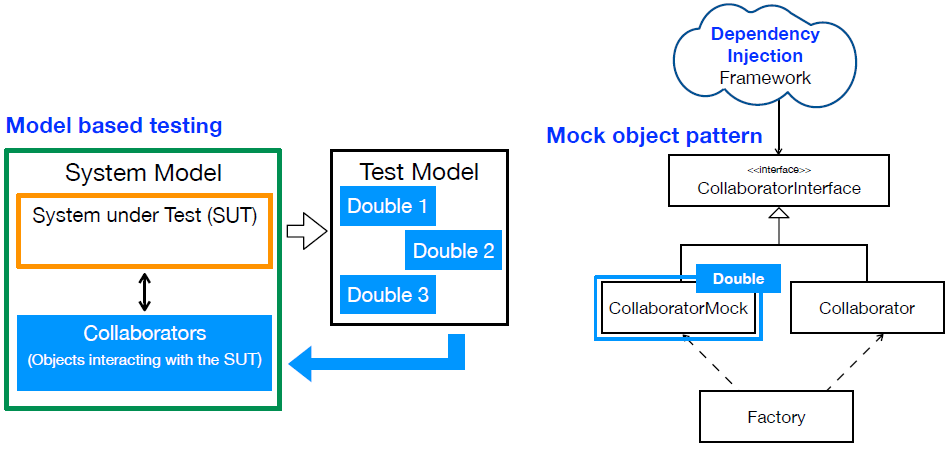 Model based testing
System Model
System under Test (SUT)
Collaborators
(Objects interacting with the SUT)
Test Model
Double 1
Double 2
Double 3
Dependency
Injection
Framework
Mock object pattern
<<interface>>
CollaboratorInterface
Double
CollaboratorMock
Collaborator
Factory